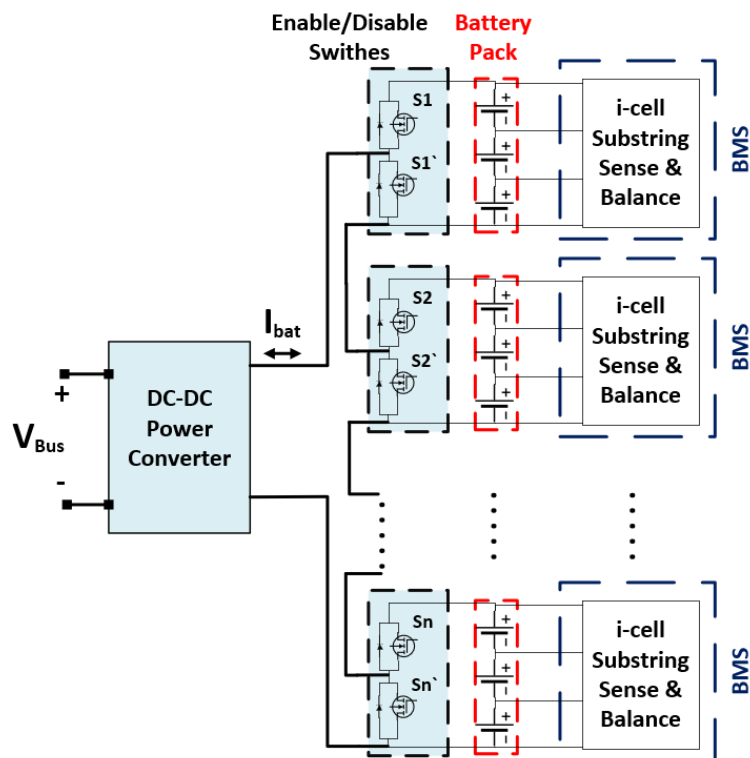 Enable/Disable
Swithes
Battery
Pack
S1
S1`
+
-
+
-
+
-
i-cell
Substring
Sense &
Balance
BMS
S2
S2`
+
-
+
-
+
-
i-cell
Substring
Sense &
Balance
BMS
Ibat
+
VBus
-
DC-DC
Power
Converter
Sn
Sn`
+
-
+
-
+
-
i-cell
Substring
Sense &
Balance
BMS